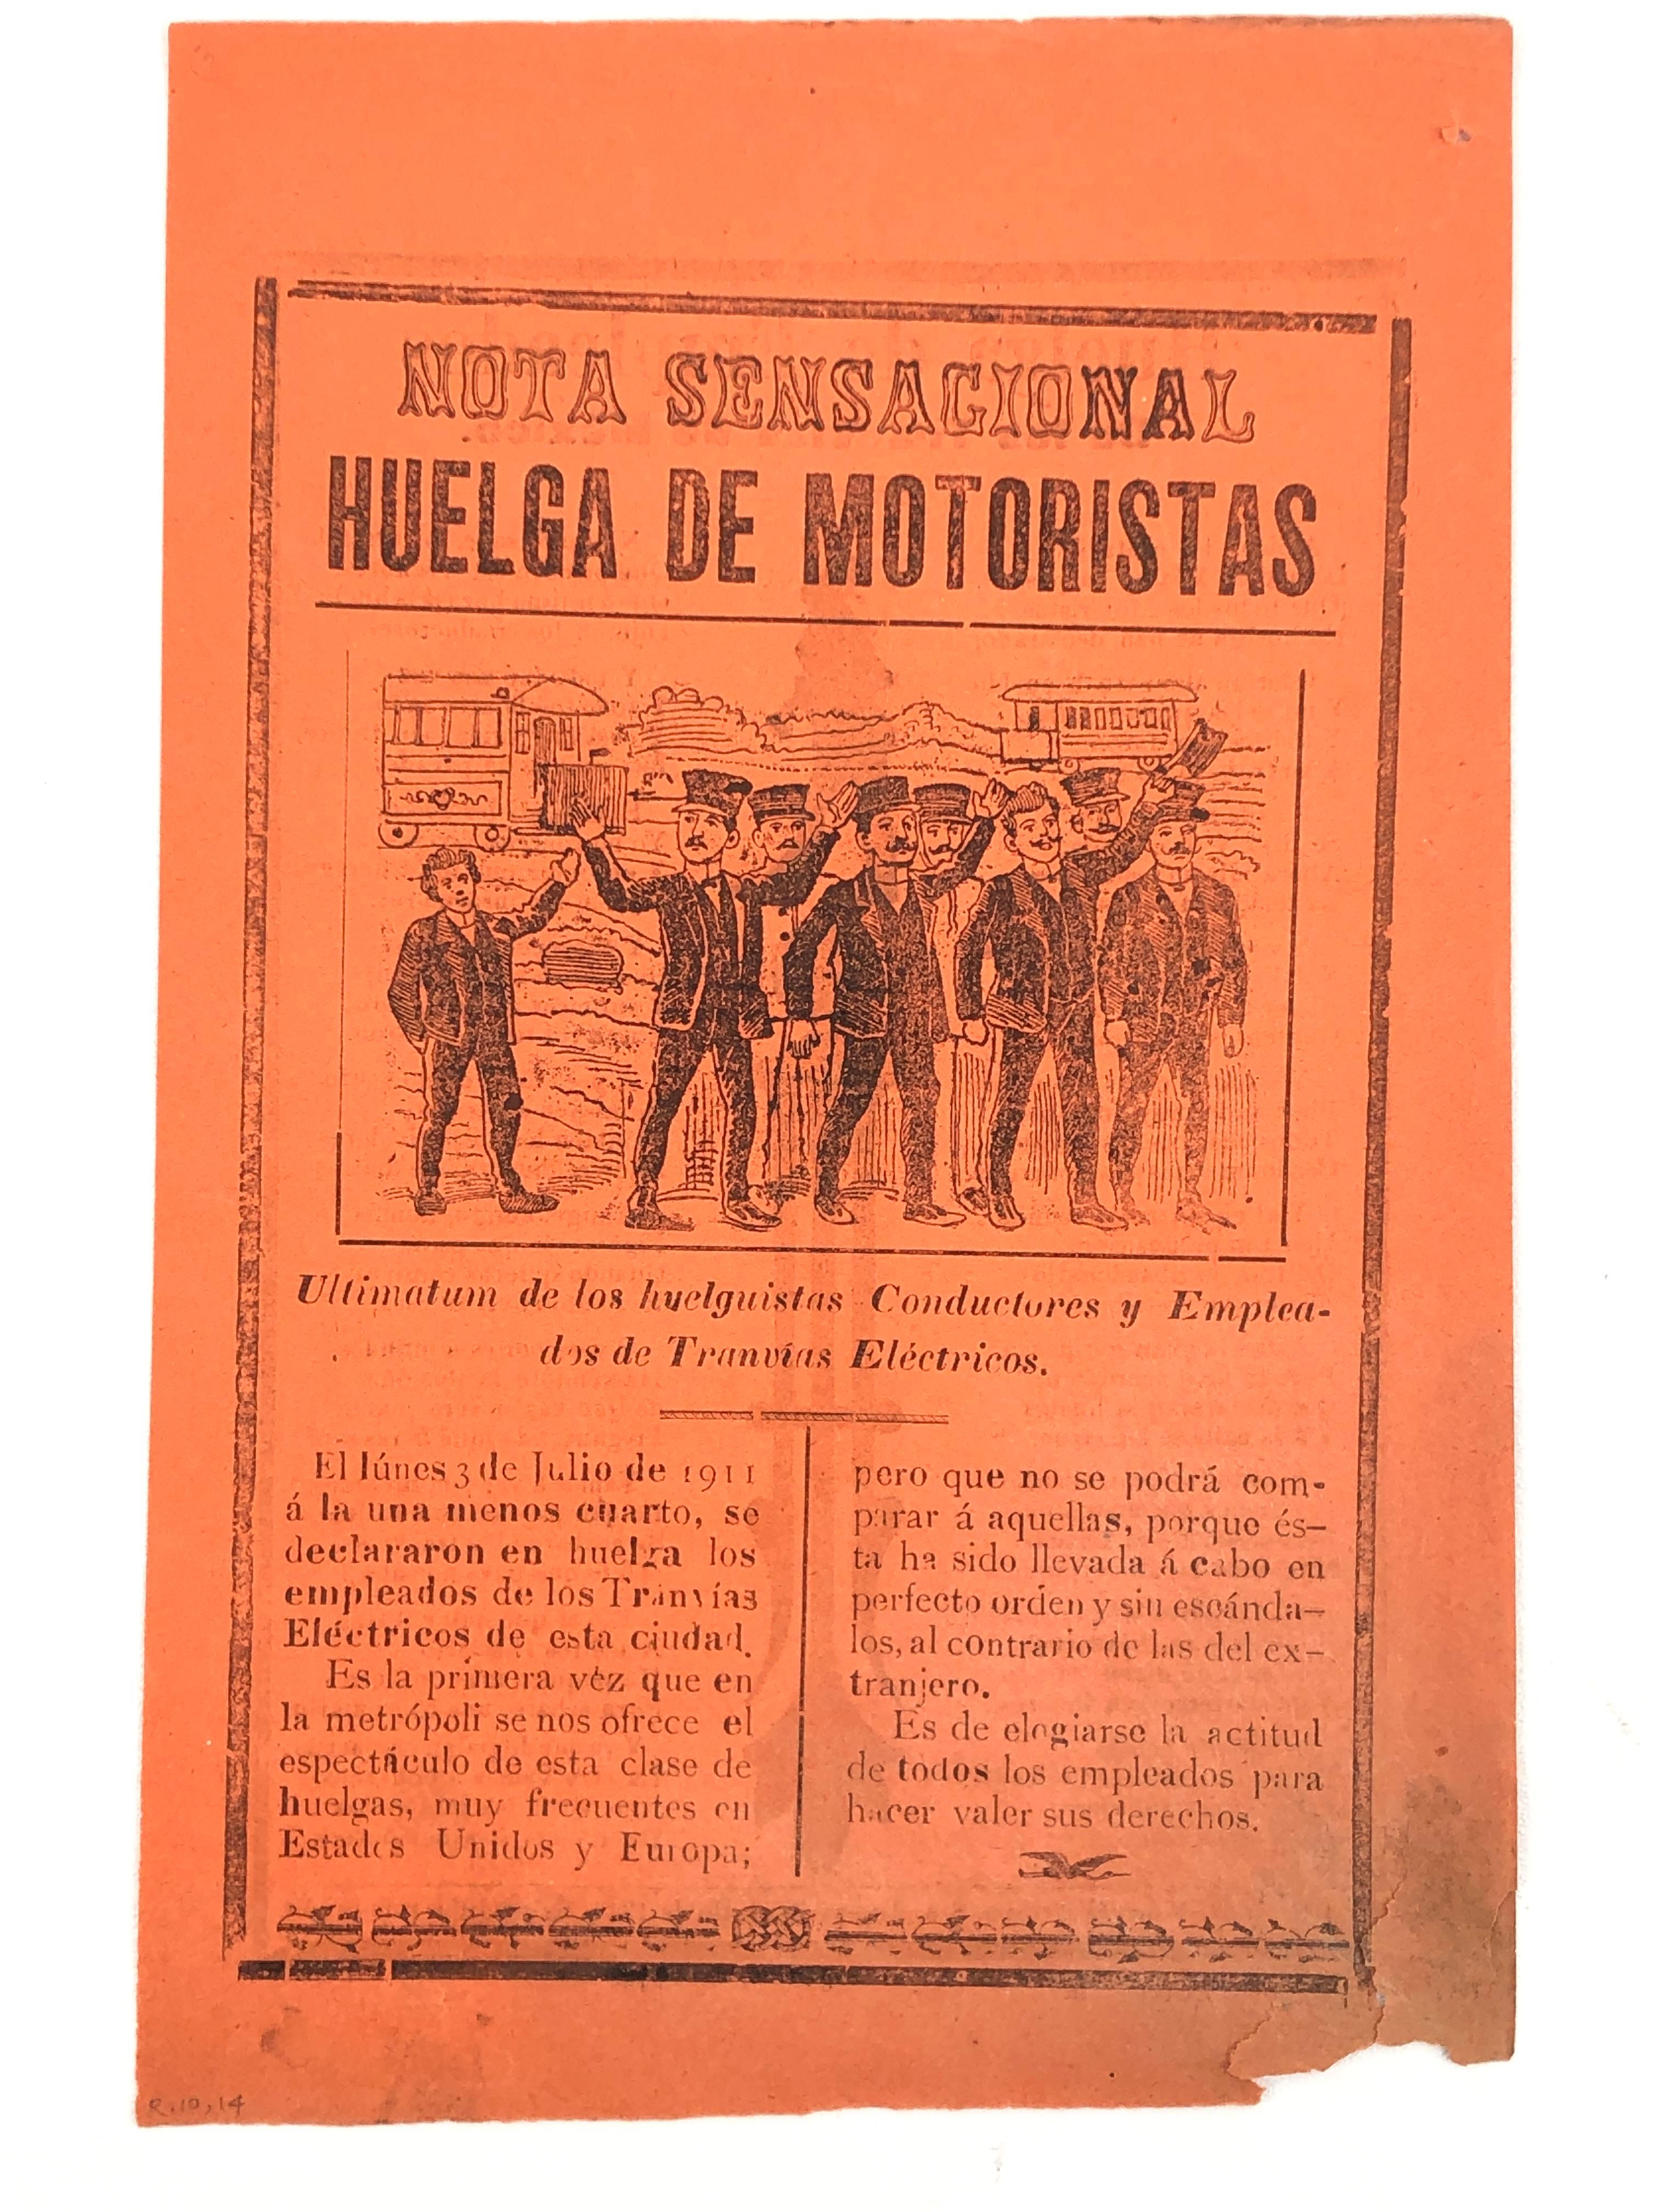 NOTA SENSACIONAL
HUELGA DE MOTORISTAS
Ultimatum de los huelguistas Conductores y Emplea-
dos de Tranvías Eléctricos.
El lúnes 3 de Julio de 1911
á la una menos cuarto, se
declararon en huelga los
empleados de los Tranvías
Eléctricos de esta ciudad.
Es la primera véz que en
la metrópoli se nos ofrece el
espectáculo de esta clase de
huelgas, muy frecuentes en
Estados Unidos y Europa;
pero que no se podrá com-
parar á aquellas, porque és-
ta ha sido llevada á cabo en
perfecto orden y sin escánda-
los, al contrario de las del ex-
tranjero.
Es de elogiarse la actitud
de todos los empleados para
hacer valer sus derechos.
R.10,14